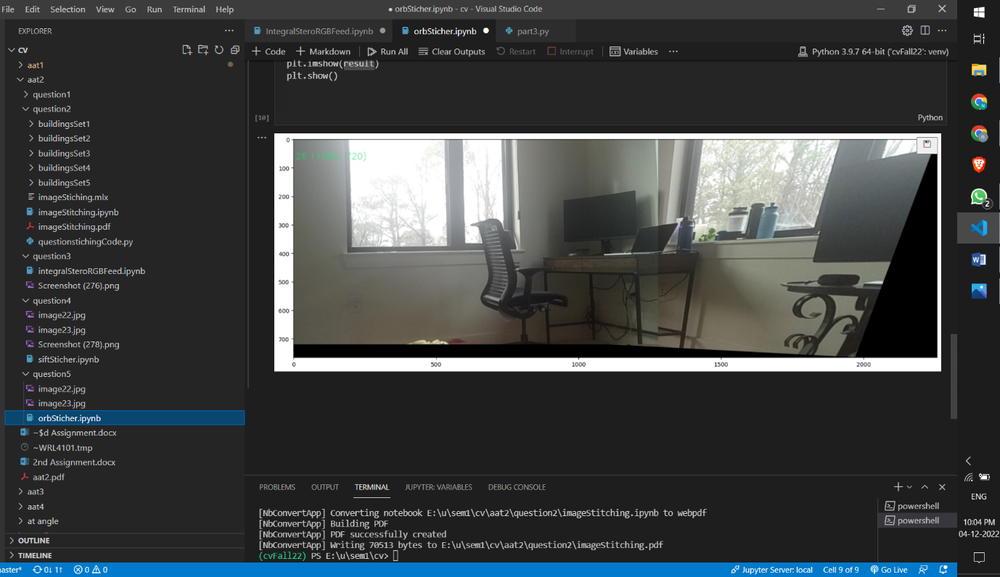 File Edit Selection View Go Run Terminal Help
● orbSticher.ipynb - cv - Visual Studio Code
EXPLORER
CV
aat1
aat2
question1
question2
buildingsSet1
buildingsSet2
buildingsSet3
buildingsSet4
buildingsSet5
imageStiching.mlx
imageStitching.ipynb
imageStitching.pdf
questionstichingCode.py
question3
integralSteroRGBFeed.ipynb
Screenshot (276).png
question4
image22.jpg
image23.jpg
Screenshot (278).png
siftSticher.ipynb
question5
image22.jpg
image23.jpg
orbSticher.ipynb
~$d Assignment.docx
~WRL4101.tmp
2nd Assignment.docx
aat2.pdf
aat3
aat4
at angle
OUTLINE
TIMELINE
IntegralSteroRGBFeed.ipynb
orbSticher.ipynb
part3.py
Code Markdown Run All Clear Outputs Restart Interrupt Variables
Python 3.9.7 64-bit ('cvFall22': venv)
plt.imshow(result)
plt.show()
[10]
Python
0
100
200
300
400
500
600
700
0 500 1000 1500 2000
26
720)
PROBLEMS OUTPUT TERMINAL JUPYTER: VARIABLES DEBUG CONSOLE
[NbConvertApp] Converting notebook E:\u\sem1\cv\aat2\question2\imageStitching.ipynb to webpdf
[NbConvertApp] Building PDF
[NbConvertApp] PDF successfully created
[NbConvertApp] Writing 70513 bytes to E:\u\sem1\cv\aat2\question2\imageStitching.pdf
(cvFall22) PS E:\u\sem1\cv>
powershell
powershell
2
ENG
10:04 PM
04-12-2022
naster* 0↓ 1↑ 0 0
Jupyter Server: local Cell 9 of 9 Go Live